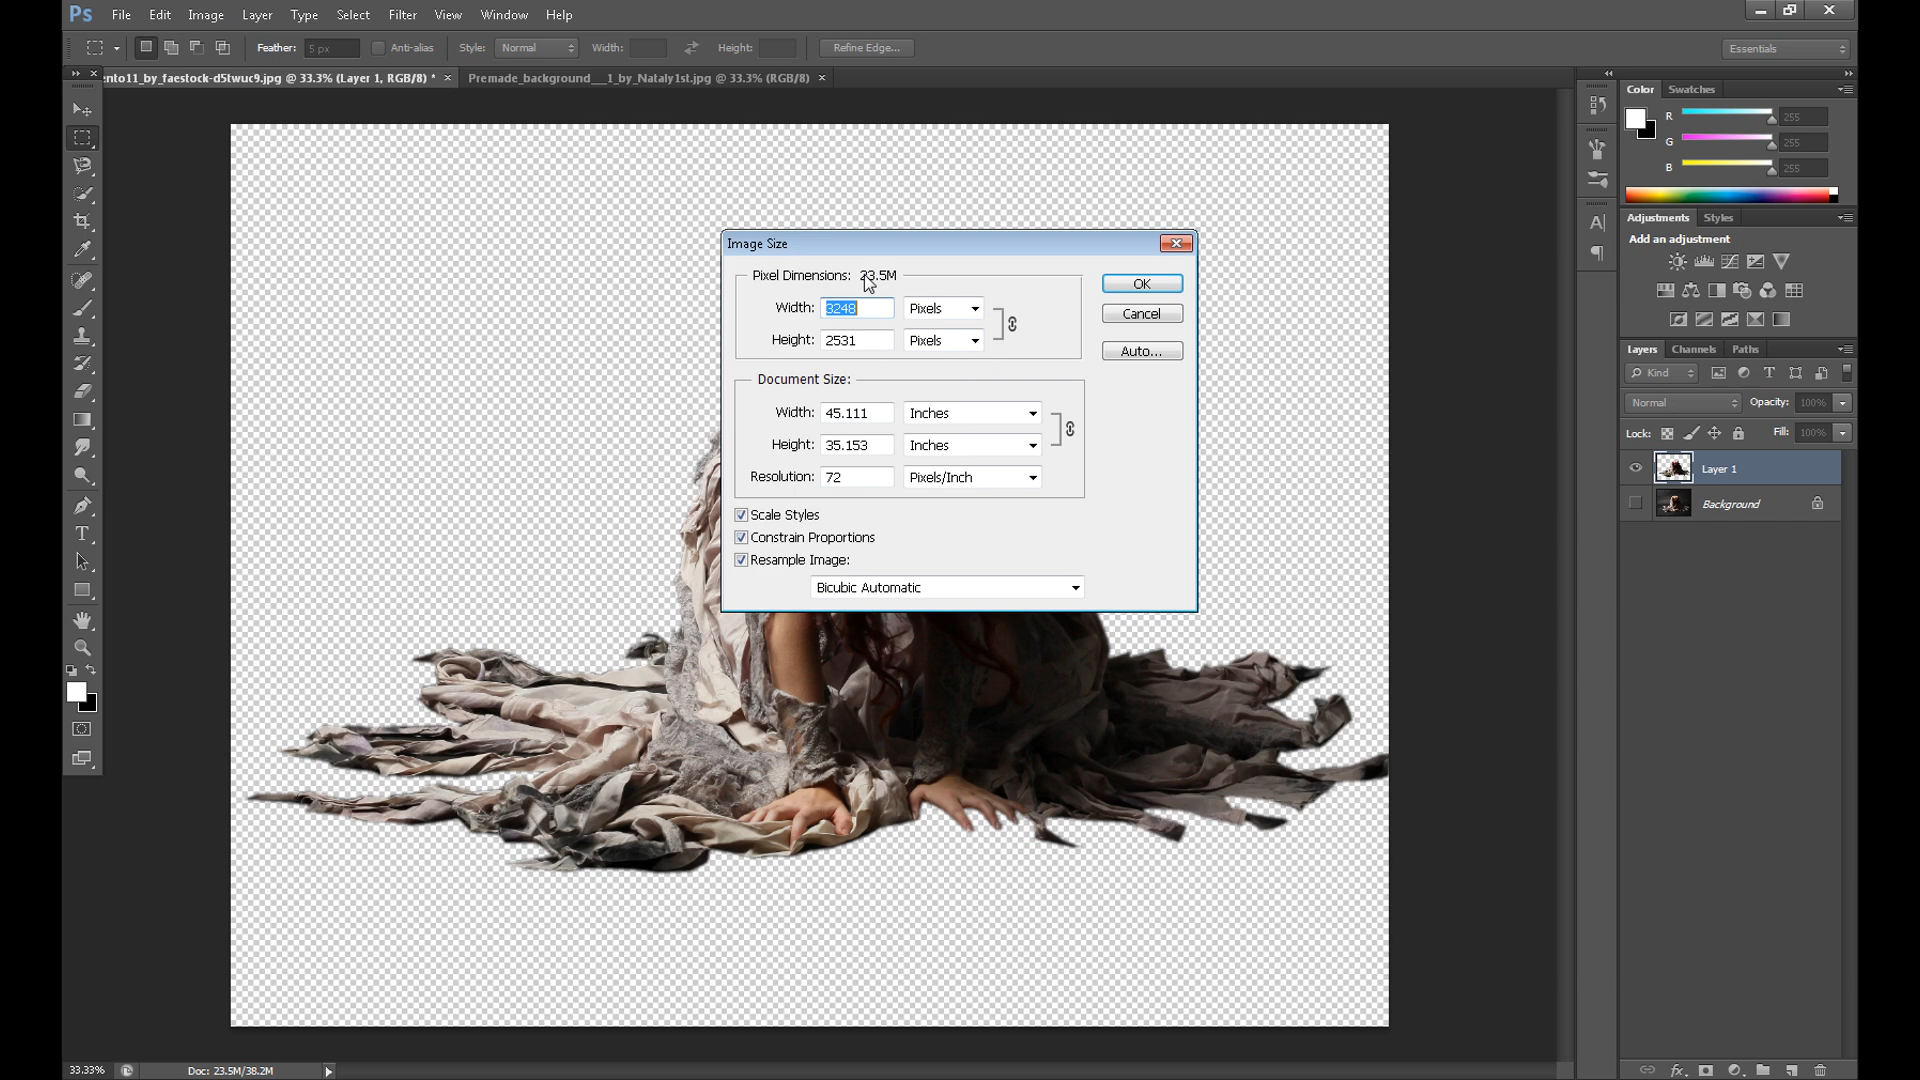 Ps File Edit Image Layer Type Select Filter View Window Help
Feather: 5 px Anti-alias Style: Normal Width: Height: Refine Edge... Essentials
ento11_by_faestock-d5twuc9.jpg @ 33.3% (Layer 1, RGB/8) * × Premade_background___1_by_Nataly1st.jpg @ 33.3% (RGB/8) ×
Color Swatches
R 255
G 255
B 255
Adjustments Styles
Add an adjustment
Image Size
Pixel Dimensions: 23.5M
Width: 3248 Pixels
Height: 2531 Pixels
OK
Cancel
Auto...
Document Size:
Width: 45.111 Inches
Height: 35.153 Inches
Resolution: 72 Pixels/Inch
Scale Styles
Constrain Proportions
Resample Image:
Bicubic Automatic
Layers Channels Paths
Kind
Normal Opacity: 100%
Lock: Fill: 100%
Layer 1
Background
33.33% Doc: 23.5M/38.2M